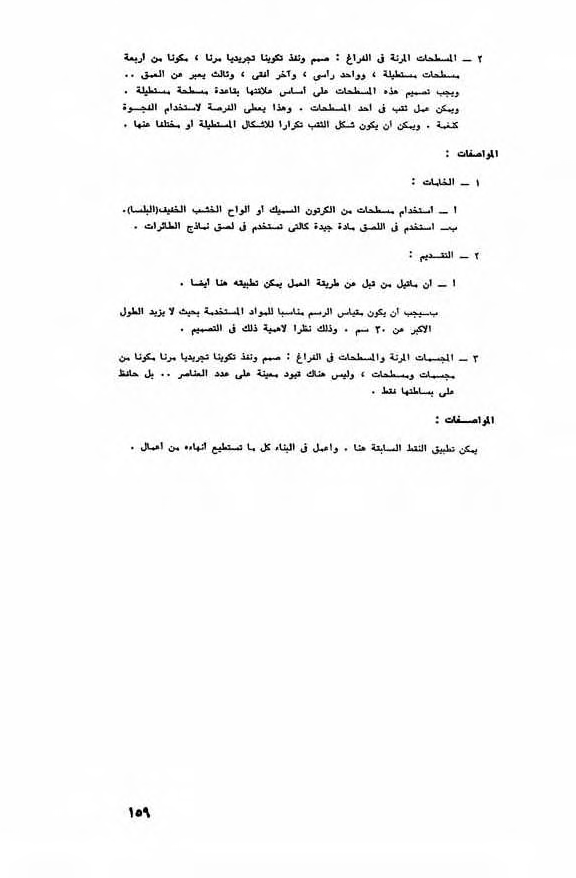 ٢ — المسطحات المرنة فى الفراغ : صمم ونفذ تكوينا تجريديا مرنا ، مكونا من أربعة
مسطحات مستطيلة ، وواحد رأسى ، وآخر أفقى ، وثالث يعبر عن العمق ..
ويجب تصميم هذه المسطحات على أساس علاقتها بقاعدة مسطحة مستطيلة .
ويمكن عمل ثقب فى أحد المسطحات . وهذا يعطى الفرصة لاستخدام الفجوة
كنغمة . ويمكن أن يكون شكل الثقب تكرارا للاشكال المستطيلة أو مختلفا عنها .
المواصفات :
١ — الخامات :
أ — استخدام مسطحات من الكرتون السميك أو ألواح الخشب الخفيف(البلسا).
ب— استخدم فى اللصق مادة جيدة كالتى تستخدم فى لصق نماذج الطائرات .
٢ — التقديم :
أ — أن ماقيل من قبل عن طريقة العمل يمكن تطبيقه هنا أيضا .
ب—يجب أن يكون مقياس الرسم مناسبا للمواد المستخدمة بحيث لا يزيد الطول
الاكبر عن ٣٠ سم . وذلك نظرا لاهمية ذلك فى التصميم .
٣ — المجسمات المرنة والمسطحات فى الفراغ : صمم ونفذ تكوينا تجريديا مرنا مكونا من
مجسمات ومسطحات ، وليس هناك قيود معينة على عدد العناصر .. بل حافظ
على بساطتها فقط .
المواصفات :
يمكن تطبيق النقط السابقة هنا . واعمل فى البناء كل ما تستطيع أنهاءه من أعمال .
١٥٩